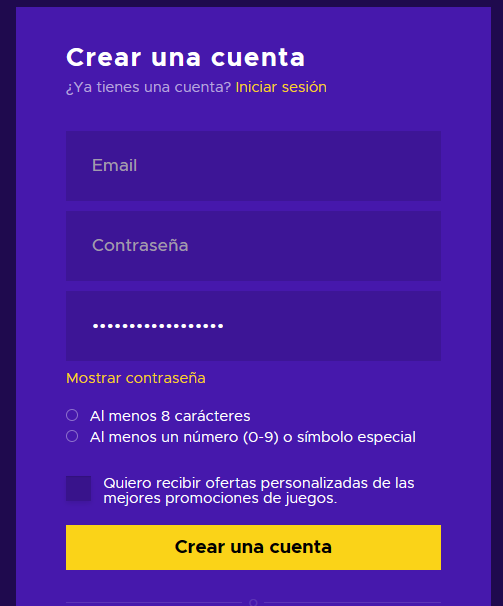 Crear una cuenta
¿Ya tienes una cuenta? Iniciar sesión
Email
Contraseña
••••••••••••••••••
Mostrar contraseña
Al menos 8 carácteres
Al menos un número (0-9) o símbolo especial
Quiero recibir ofertas personalizadas de las
mejores promociones de juegos.
Crear una cuenta